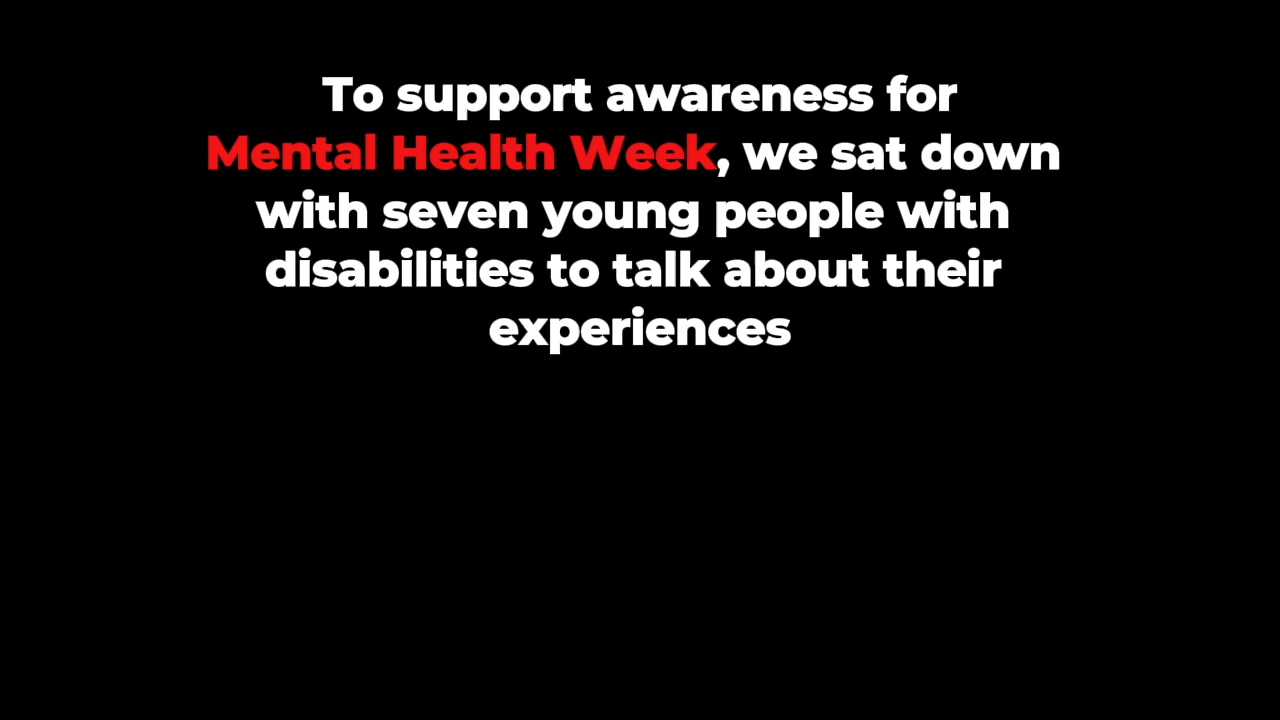 To support awareness for
Mental Health Week, we sat down
with seven young people with
disabilities to talk about their
experiences